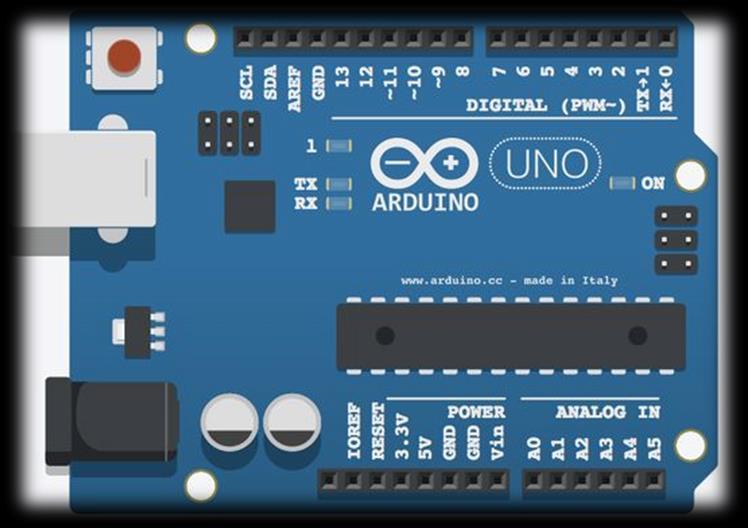 SCL SDA AREF GND 13 12 ~11 ~10 ~9 8 7 6 5 4 3 2 TX→1 RX←0
DIGITAL (PWM~)
1
TX
RX
ARDUINO
UNO
ON
www.arduino.cc - made in Italy
POWER
ANALOG IN
IOREF RESET 3.3V 5V GND GND Vin A0 A1 A2 A3 A4 A5